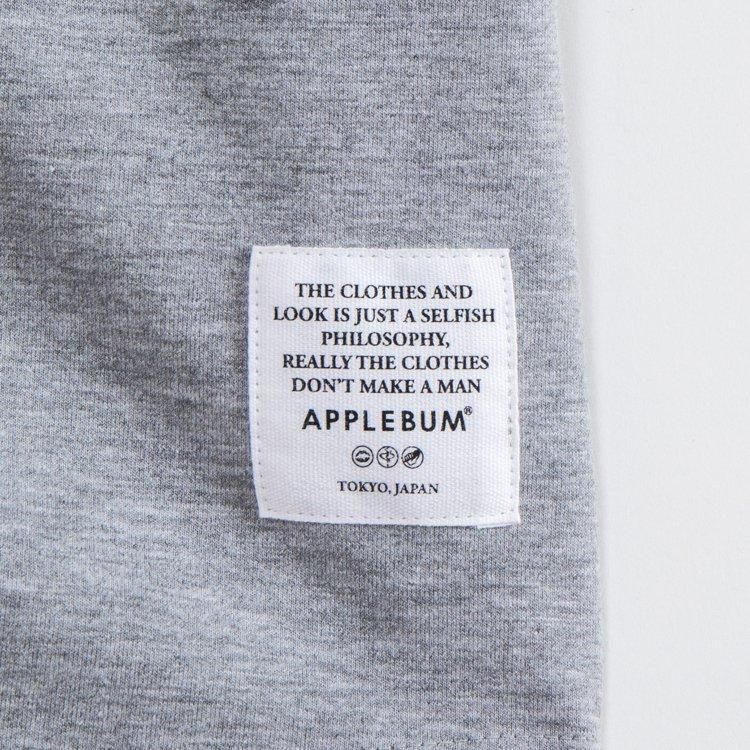 THE CLOTHES AND
LOOK IS JUST A SELFISH
PHILOSOPHY,
REALLY THE CLOTHES
DON'T MAKE A MAN
APPLEBUM®
TOKYO, JAPAN